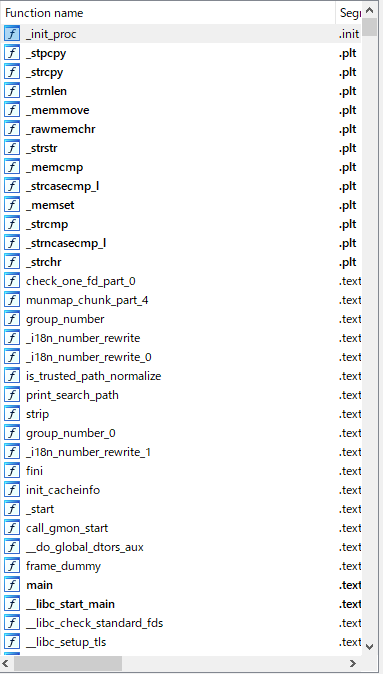 Function name Segr
f _init_proc .init
f _stpcpy .plt
f _strcpy .plt
f _strnlen .plt
f _memmove .plt
f _rawmemchr .plt
f _strstr .plt
f _memcmp .plt
f _strcasecmp_l .plt
f _memset .plt
f _strcmp .plt
f _strncasecmp_l .plt
f _strchr .plt
f check_one_fd_part_0 .text
f munmap_chunk_part_4 .text
f group_number .text
f _i18n_number_rewrite .text
f _i18n_number_rewrite_0 .text
f is_trusted_path_normalize .text
f print_search_path .text
f strip .text
f group_number_0 .text
f _i18n_number_rewrite_1 .text
f fini .text
f init_cacheinfo .text
f _start .text
f call_gmon_start .text
f __do_global_dtors_aux .text
f frame_dummy .text
f main .text
f __libc_start_main .text
f __libc_check_standard_fds .text
f __libc_setup_tls .text